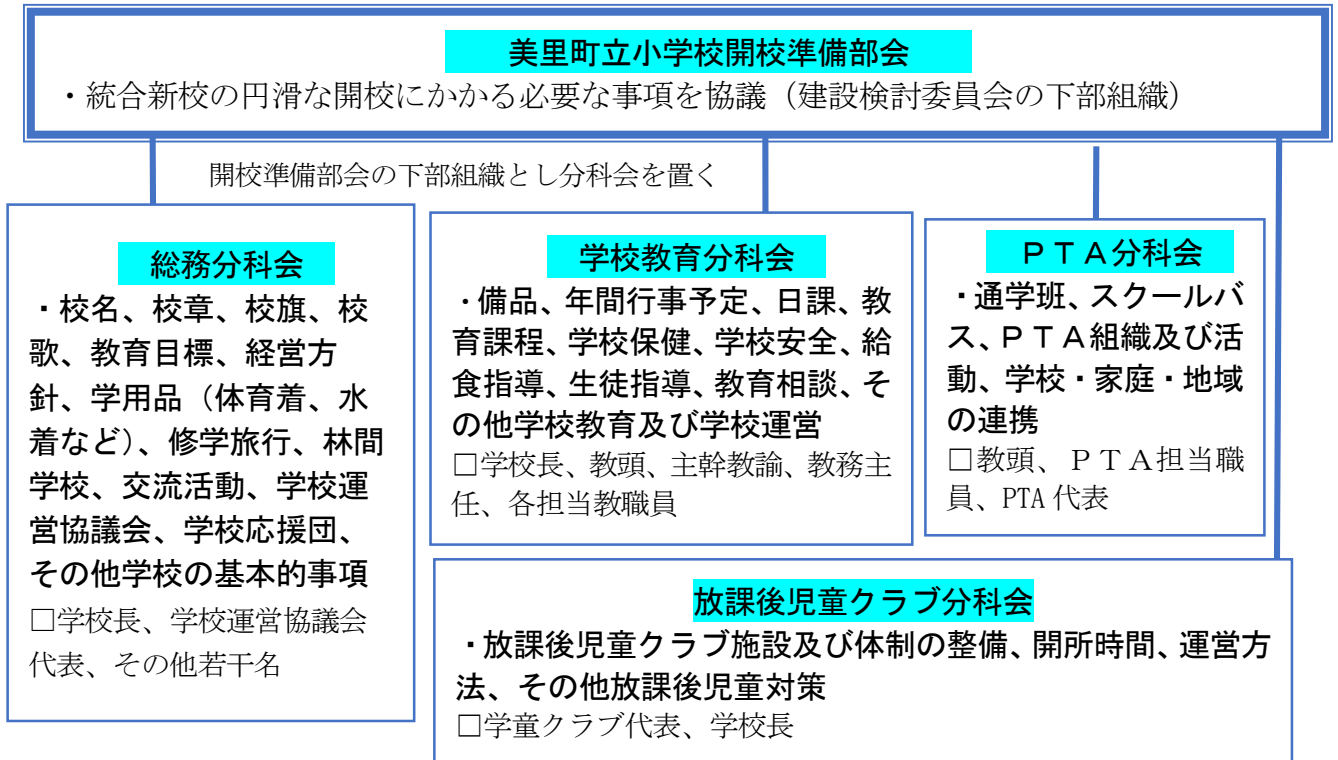 美里町立小学校開校準備部会
・統合新校の円滑な開校にかかる必要な事項を協議（建設検討委員会の下部組織）
開校準備部会の下部組織とし分科会を置く
総務分科会
・校名、校章、校旗、校
歌、教育目標、経営方
針、学用品（体育着、水
着など）、修学旅行、林間
学校、交流活動、学校運
営協議会、学校応援団、
その他学校の基本的事項
□学校長、学校運営協議会
代表、その他若干名
学校教育分科会
・備品、年間行事予定、日課、教
育課程、学校保健、学校安全、給
食指導、生徒指導、教育相談、そ
の他学校教育及び学校運営
□学校長、教頭、主幹教諭、教務主
任、各担当教職員
ＰＴＡ分科会
・通学班、スクールバ
ス、ＰＴＡ組織及び活
動、学校・家庭・地域
の連携
□教頭、ＰＴＡ担当職
員、PTA 代表
放課後児童クラブ分科会
・放課後児童クラブ施設及び体制の整備、開所時間、運営方
法、その他放課後児童対策
□学童クラブ代表、学校長